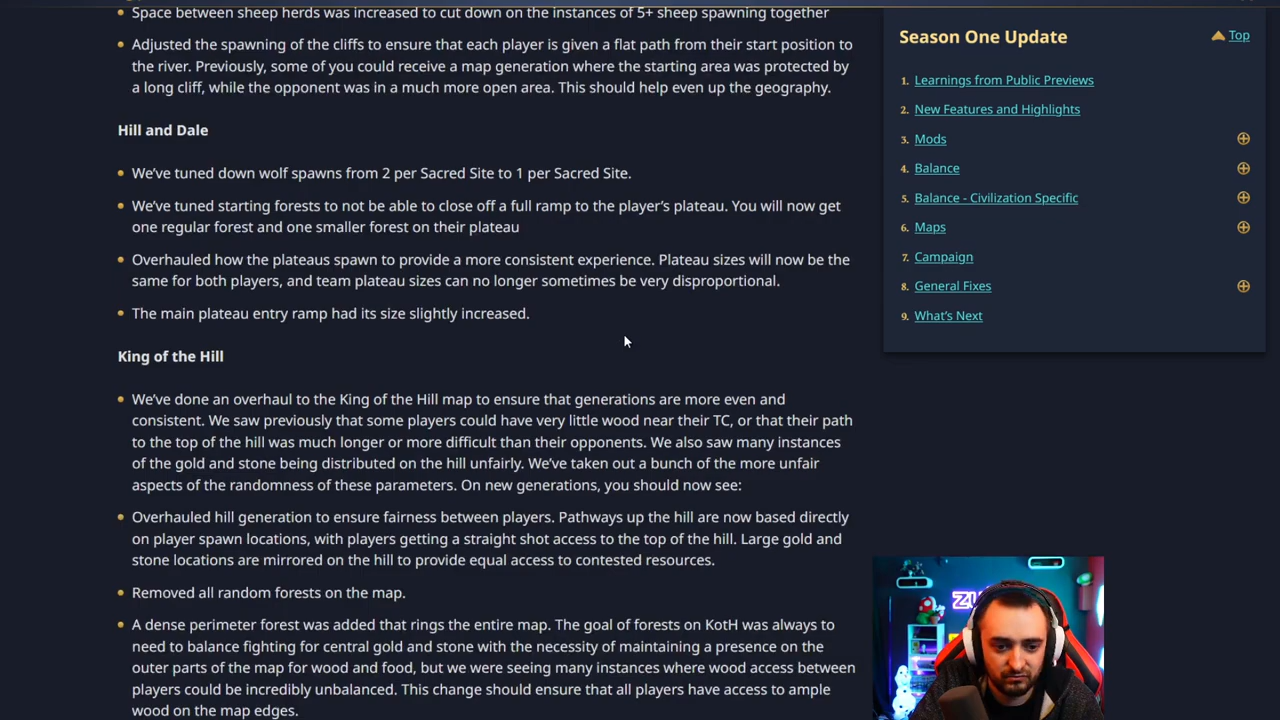 Space between sheep herds was increased to cut down on the instances of 5+ sheep spawning together
Adjusted the spawning of the cliffs to ensure that each player is given a flat path from their start position to
the river. Previously, some of you could receive a map generation where the starting area was protected by
a long cliff, while the opponent was in a much more open area. This should help even up the geography.
Hill and Dale
We've tuned down wolf spawns from 2 per Sacred Site to 1 per Sacred Site.
We've tuned starting forests to not be able to close off a full ramp to the player's plateau. You will now get
one regular forest and one smaller forest on their plateau
Overhauled how the plateaus spawn to provide a more consistent experience. Plateau sizes will now be the
same for both players, and team plateau sizes can no longer sometimes be very disproportional.
The main plateau entry ramp had its size slightly increased.
King of the Hill
We've done an overhaul to the King of the Hill map to ensure that generations are more even and
consistent. We saw previously that some players could have very little wood near their TC, or that their path
to the top of the hill was much longer or more difficult than their opponents. We also saw many instances
of the gold and stone being distributed on the hill unfairly. We've taken out a bunch of the more unfair
aspects of the randomness of these parameters. On new generations, you should now see:
Overhauled hill generation to ensure fairness between players. Pathways up the hill are now based directly
on player spawn locations, with players getting a straight shot access to the top of the hill. Large gold and
stone locations are mirrored on the hill to provide equal access to contested resources.
Removed all random forests on the map.
A dense perimeter forest was added that rings the entire map. The goal of forests on KotH was always to
need to balance fighting for central gold and stone with the necessity of maintaining a presence on the
outer parts of the map for wood and food, but we were seeing many instances where wood access between
players could be incredibly unbalanced. This change should ensure that all players have access to ample
wood on the map edges.
Season One Update
Top
1. Learnings from Public Previews
2. New Features and Highlights
3. Mods
4. Balance
5. Balance - Civilization Specific
6. Maps
7. Campaign
8. General Fixes
9. What's Next